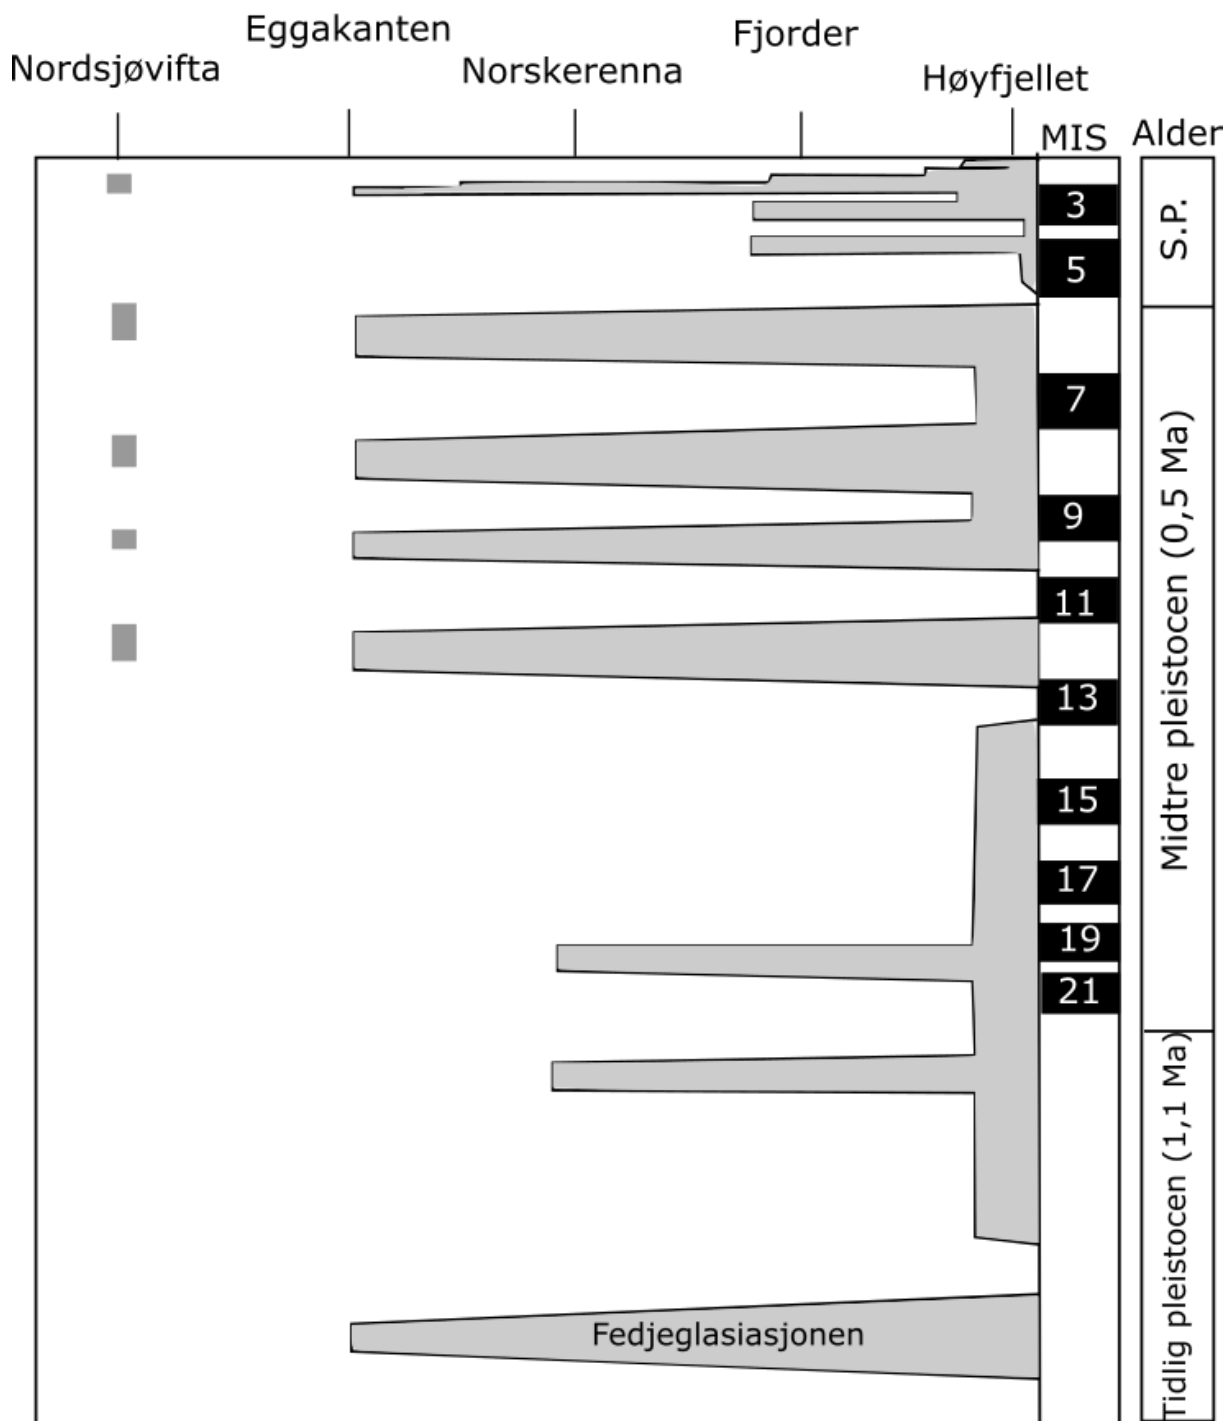 Eggakanten
Fjorder
Nordsjøvifta
Norskerenna
Høyfjellet
MIS
Alder
3
5
7
9
11
13
15
17
19
21
S.P.
Midtre pleistocen (0,5 Ma)
Tidlig pleistocen (1,1 Ma)
Fedjeglasiasjonen